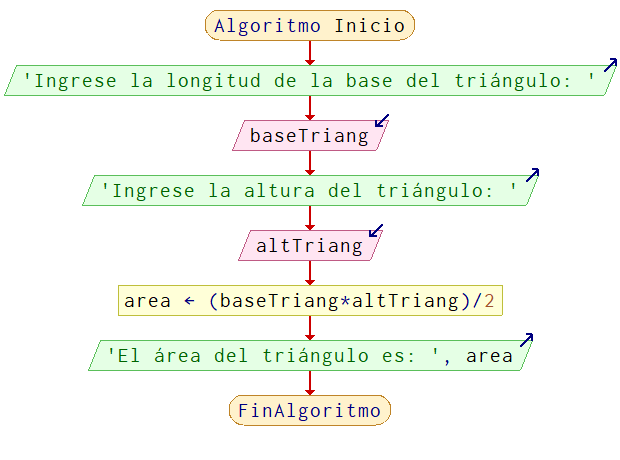 Algoritmo Inicio
'Ingrese la longitud de la base del triángulo: '
baseTriang
'Ingrese la altura del triángulo: '
altTriang
area ← (baseTriang*altTriang)/2
'El área del triángulo es: ', area
FinAlgoritmo